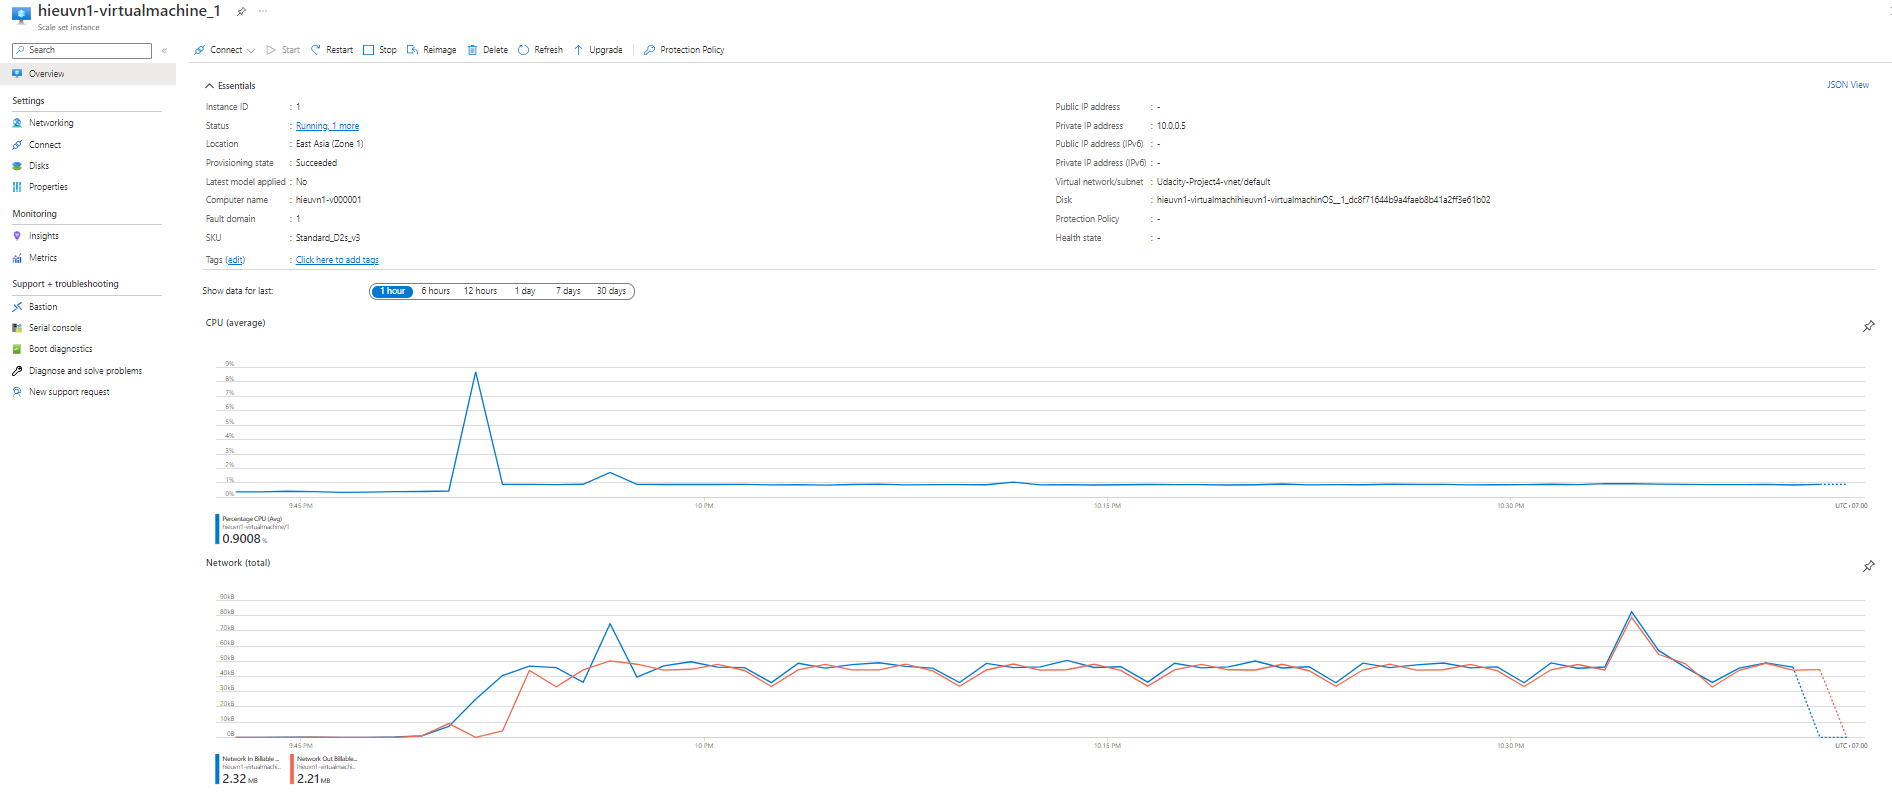 hieuvn1-virtualmachine_1
Scale set instance
Search
Connect
Start
Restart
Stop
Reimage
Delete
Refresh
Upgrade
Protection Policy
Overview
Settings
Networking
Connect
Disks
Properties
Monitoring
Insights
Metrics
Support + troubleshooting
Bastion
Serial console
Boot diagnostics
Diagnose and solve problems
New support request
Essentials
JSON View
Instance ID : 1
Status : Running, 1 more
Location : East Asia (Zone 1)
Provisioning state : Succeeded
Latest model applied : No
Computer name : hieuvn1-v000001
Fault domain : 1
SKU : Standard_D2s_v3
Tags (edit) : Click here to add tags
Public IP address : -
Private IP address : 10.0.0.5
Public IP address (IPv6) : -
Private IP address (IPv6) : -
Virtual network/subnet : Udacity-Project4-vnet/default
Disk : hieuvn1-virtualmachihieuvn1-virtualmachinOS__1_dc8f71644b9a4faeb8b41a2ff3e61b02
Protection Policy : -
Health state : -
Show data for last:
1 hour
6 hours
12 hours
1 day
7 days
30 days
CPU (average)
9%
8%
7%
6%
5%
4%
3%
2%
1%
0%
9:45 PM
10 PM
10:15 PM
10:30 PM
UTC+07:00
Percentage CPU (Avg)
hieuvn1-virtualmachine/1
0.9008 %
Network (total)
90kB
80kB
70kB
60kB
50kB
40kB
30kB
20kB
10kB
0B
9:45 PM
10 PM
10:15 PM
10:30 PM
UTC+07:00
Network In Billable ...
hieuvn1-virtualmachi...
2.32 MB
Network Out Billable...
hieuvn1-virtualmachi...
2.21 MB